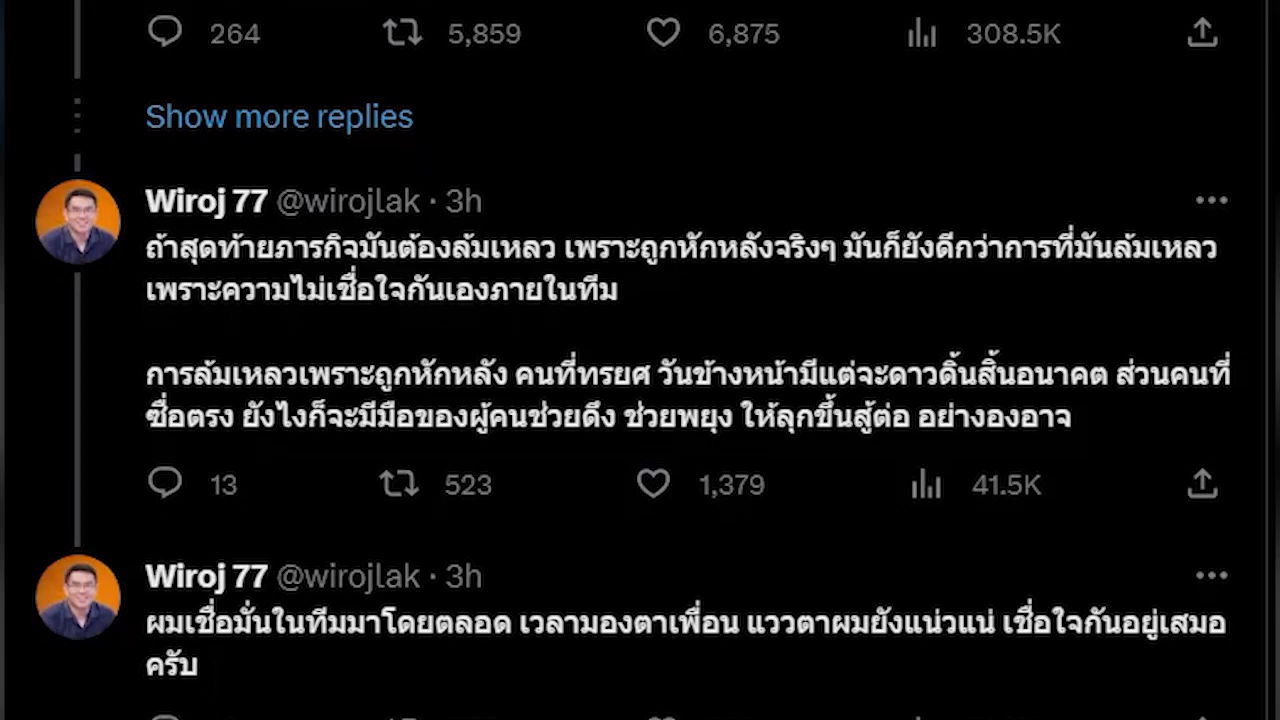 264 5,859 6,875 308.5K
Show more replies
Wiroj 77 @wirojlak · 3h
ถ้าสุดท้ายภารกิจมันต้องล้มเหลว เพราะถูกหักหลังจริงๆ มันก็ยังดีกว่าการที่มันล้มเหลว
เพราะความไม่เชื่อใจกันเองภายในทีม
การล้มเหลวเพราะถูกหักหลัง คนที่ทรยศ วันข้างหน้ามีแต่จะดาวดิ้นสิ้นอนาคต ส่วนคนที่
ซื่อตรง ยังไงก็จะมีมือของผู้คนช่วยดึง ช่วยพยุง ให้ลุกขึ้นสู้ต่อ อย่างองอาจ
13 523 1,379 41.5K
Wiroj 77 @wirojlak · 3h
ผมเชื่อมั่นในทีมมาโดยตลอด เวลามองตาเพื่อน แววตาผมยังแน่วแน่ เชื่อใจกันอยู่เสมอ
ครับ